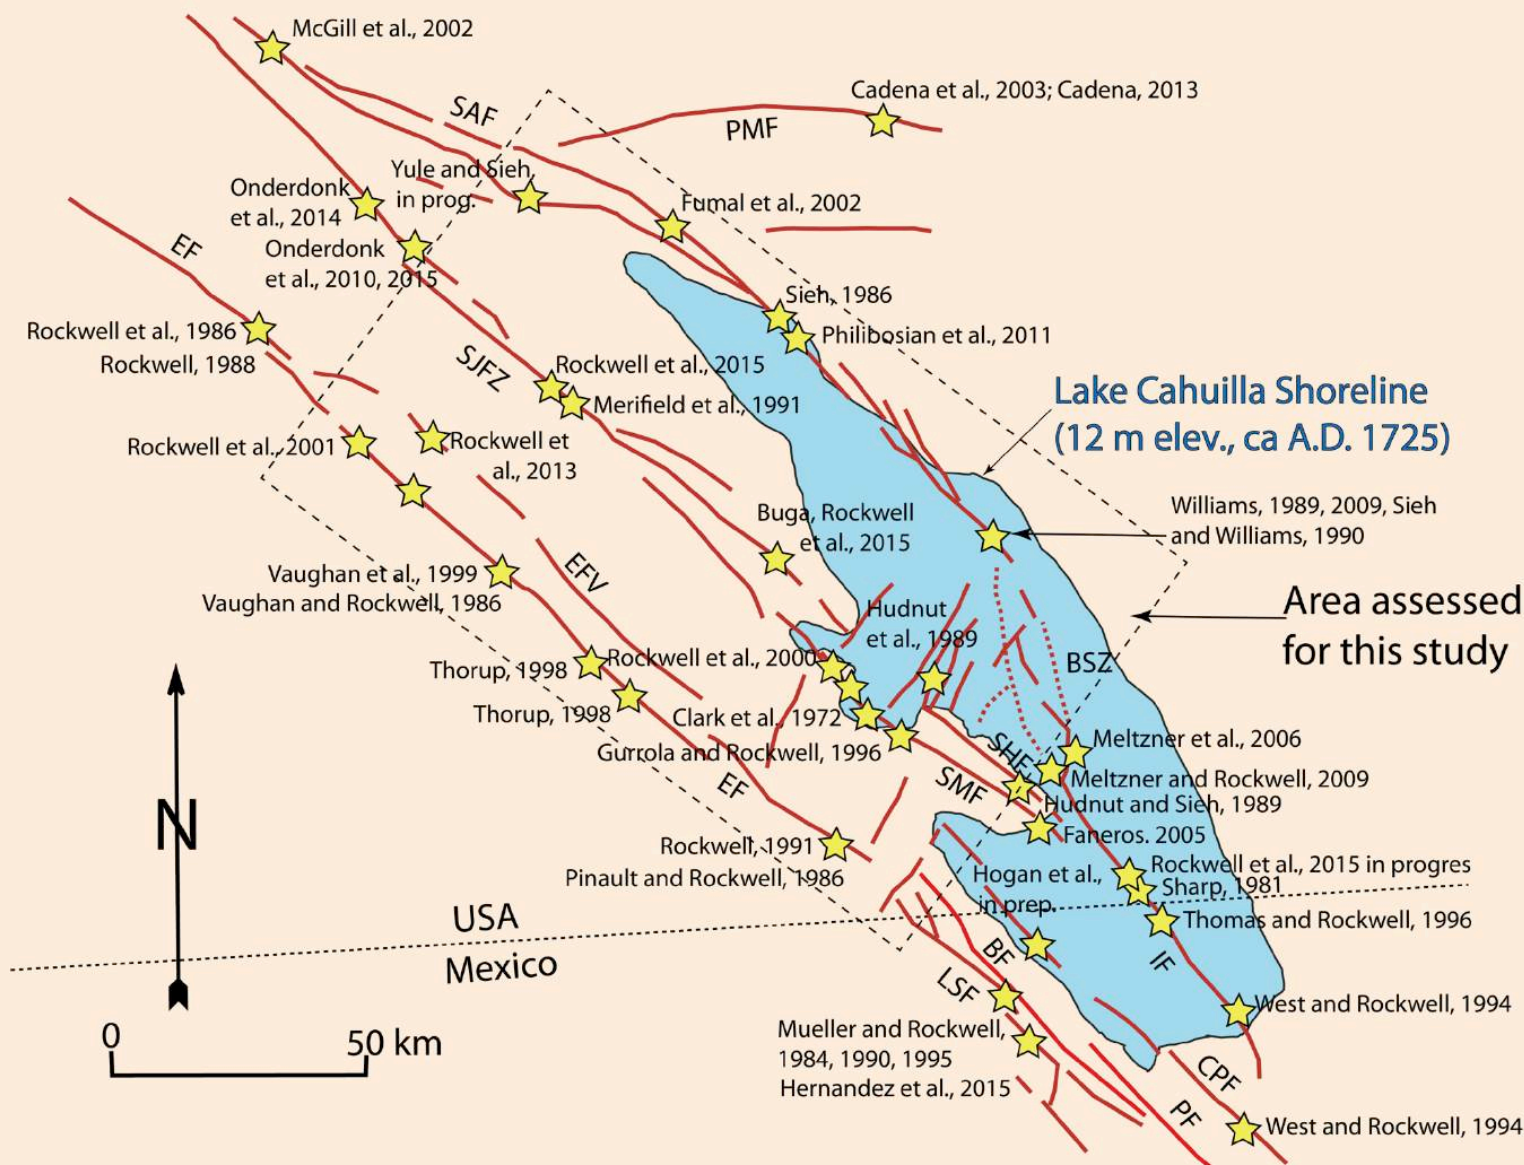 McGill et al., 2002
Cadena et al., 2003; Cadena, 2013
SAF
PMF
Yule and Sieh,
in prog.
Onderdonk
et al., 2014
Fumal et al., 2002
EF
Onderdonk
et al., 2010, 2015
Sieh, 1986
Rockwell et al., 1986
Philibosian et al., 2011
Rockwell, 1988
SJFZ
Rockwell et al., 2015
Merifield et al., 1991
Lake Cahuilla Shoreline
(12 m elev., ca A.D. 1725)
Rockwell et al., 2001
Rockwell et
al., 2013
Williams, 1989, 2009, Sieh
and Williams, 1990
Buga, Rockwell
et al., 2015
Vaughan et al., 1999
Vaughan and Rockwell, 1986
EFV
Hudnut
et al., 1989
Area assessed
for this study
Thorup, 1998
Rockwell et al., 2000
BSZ
Thorup, 1998
Clark et al., 1972
Gurrola and Rockwell, 1996
Meltzner et al., 2006
SHF
Meltzner and Rockwell, 2009
EF
SMF
Hudnut and Sieh, 1989
Faneros. 2005
Rockwell, 1991
Pinault and Rockwell, 1986
Hogan et al.,
in prep.
Rockwell et al., 2015 in progres
Sharp, 1981
Thomas and Rockwell, 1996
USA
Mexico
N
BF
IF
LSF
West and Rockwell, 1994
0
50 km
Mueller and Rockwell,
1984, 1990, 1995
Hernandez et al., 2015
CPF
PF
West and Rockwell, 1994